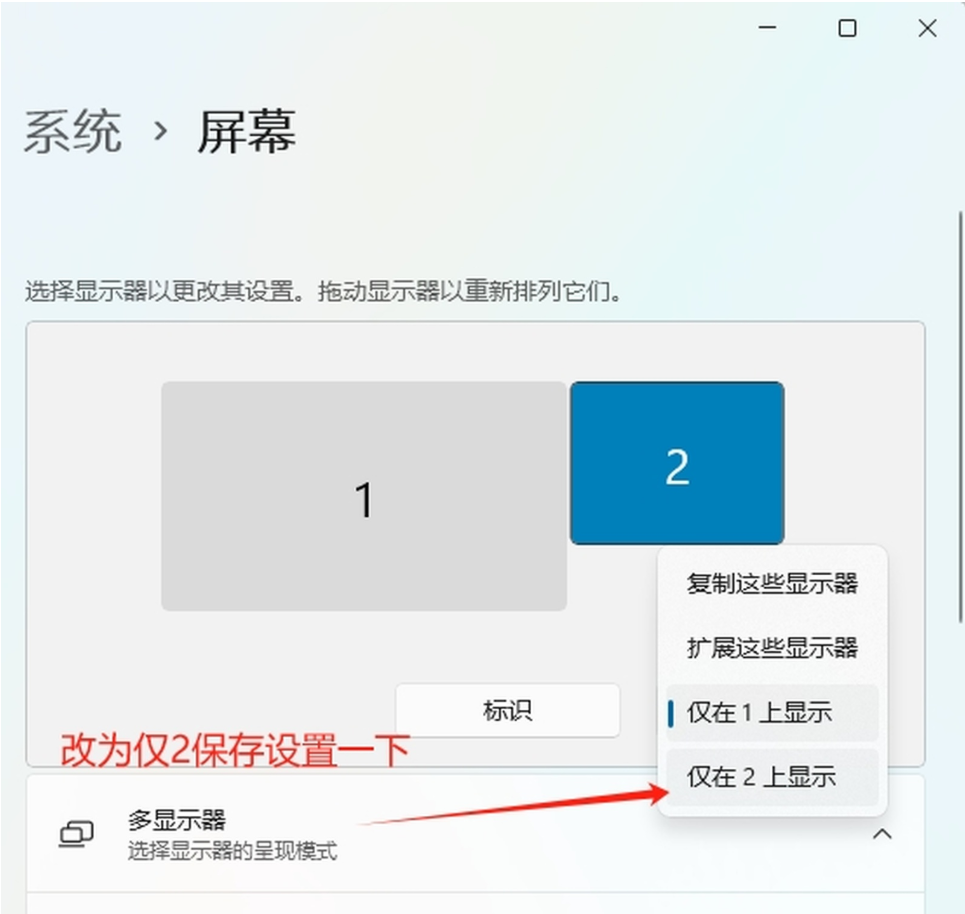 系统 › 屏幕
选择显示器以更改其设置。拖动显示器以重新排列它们。
1
2
复制这些显示器
扩展这些显示器
仅在 1 上显示
标识
改为仅2保存设置一下
仅在 2 上显示
多显示器
选择显示器的呈现模式